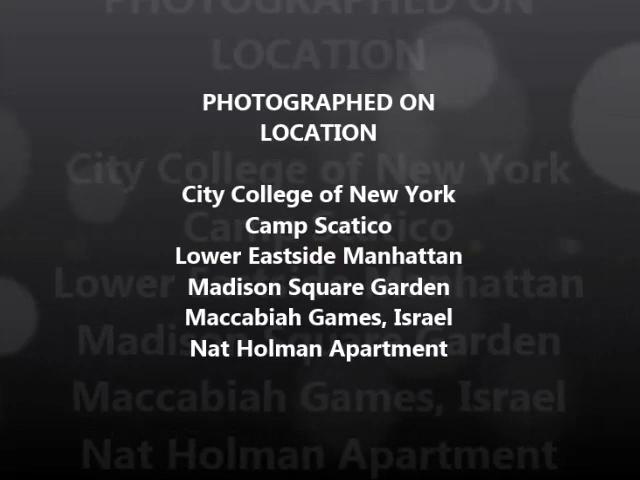 PHOTOGRAPHED ON
LOCATION
City College of New York
Camp Scatico
Lower Eastside Manhattan
Madison Square Garden
Maccabiah Games, Israel
Nat Holman Apartment